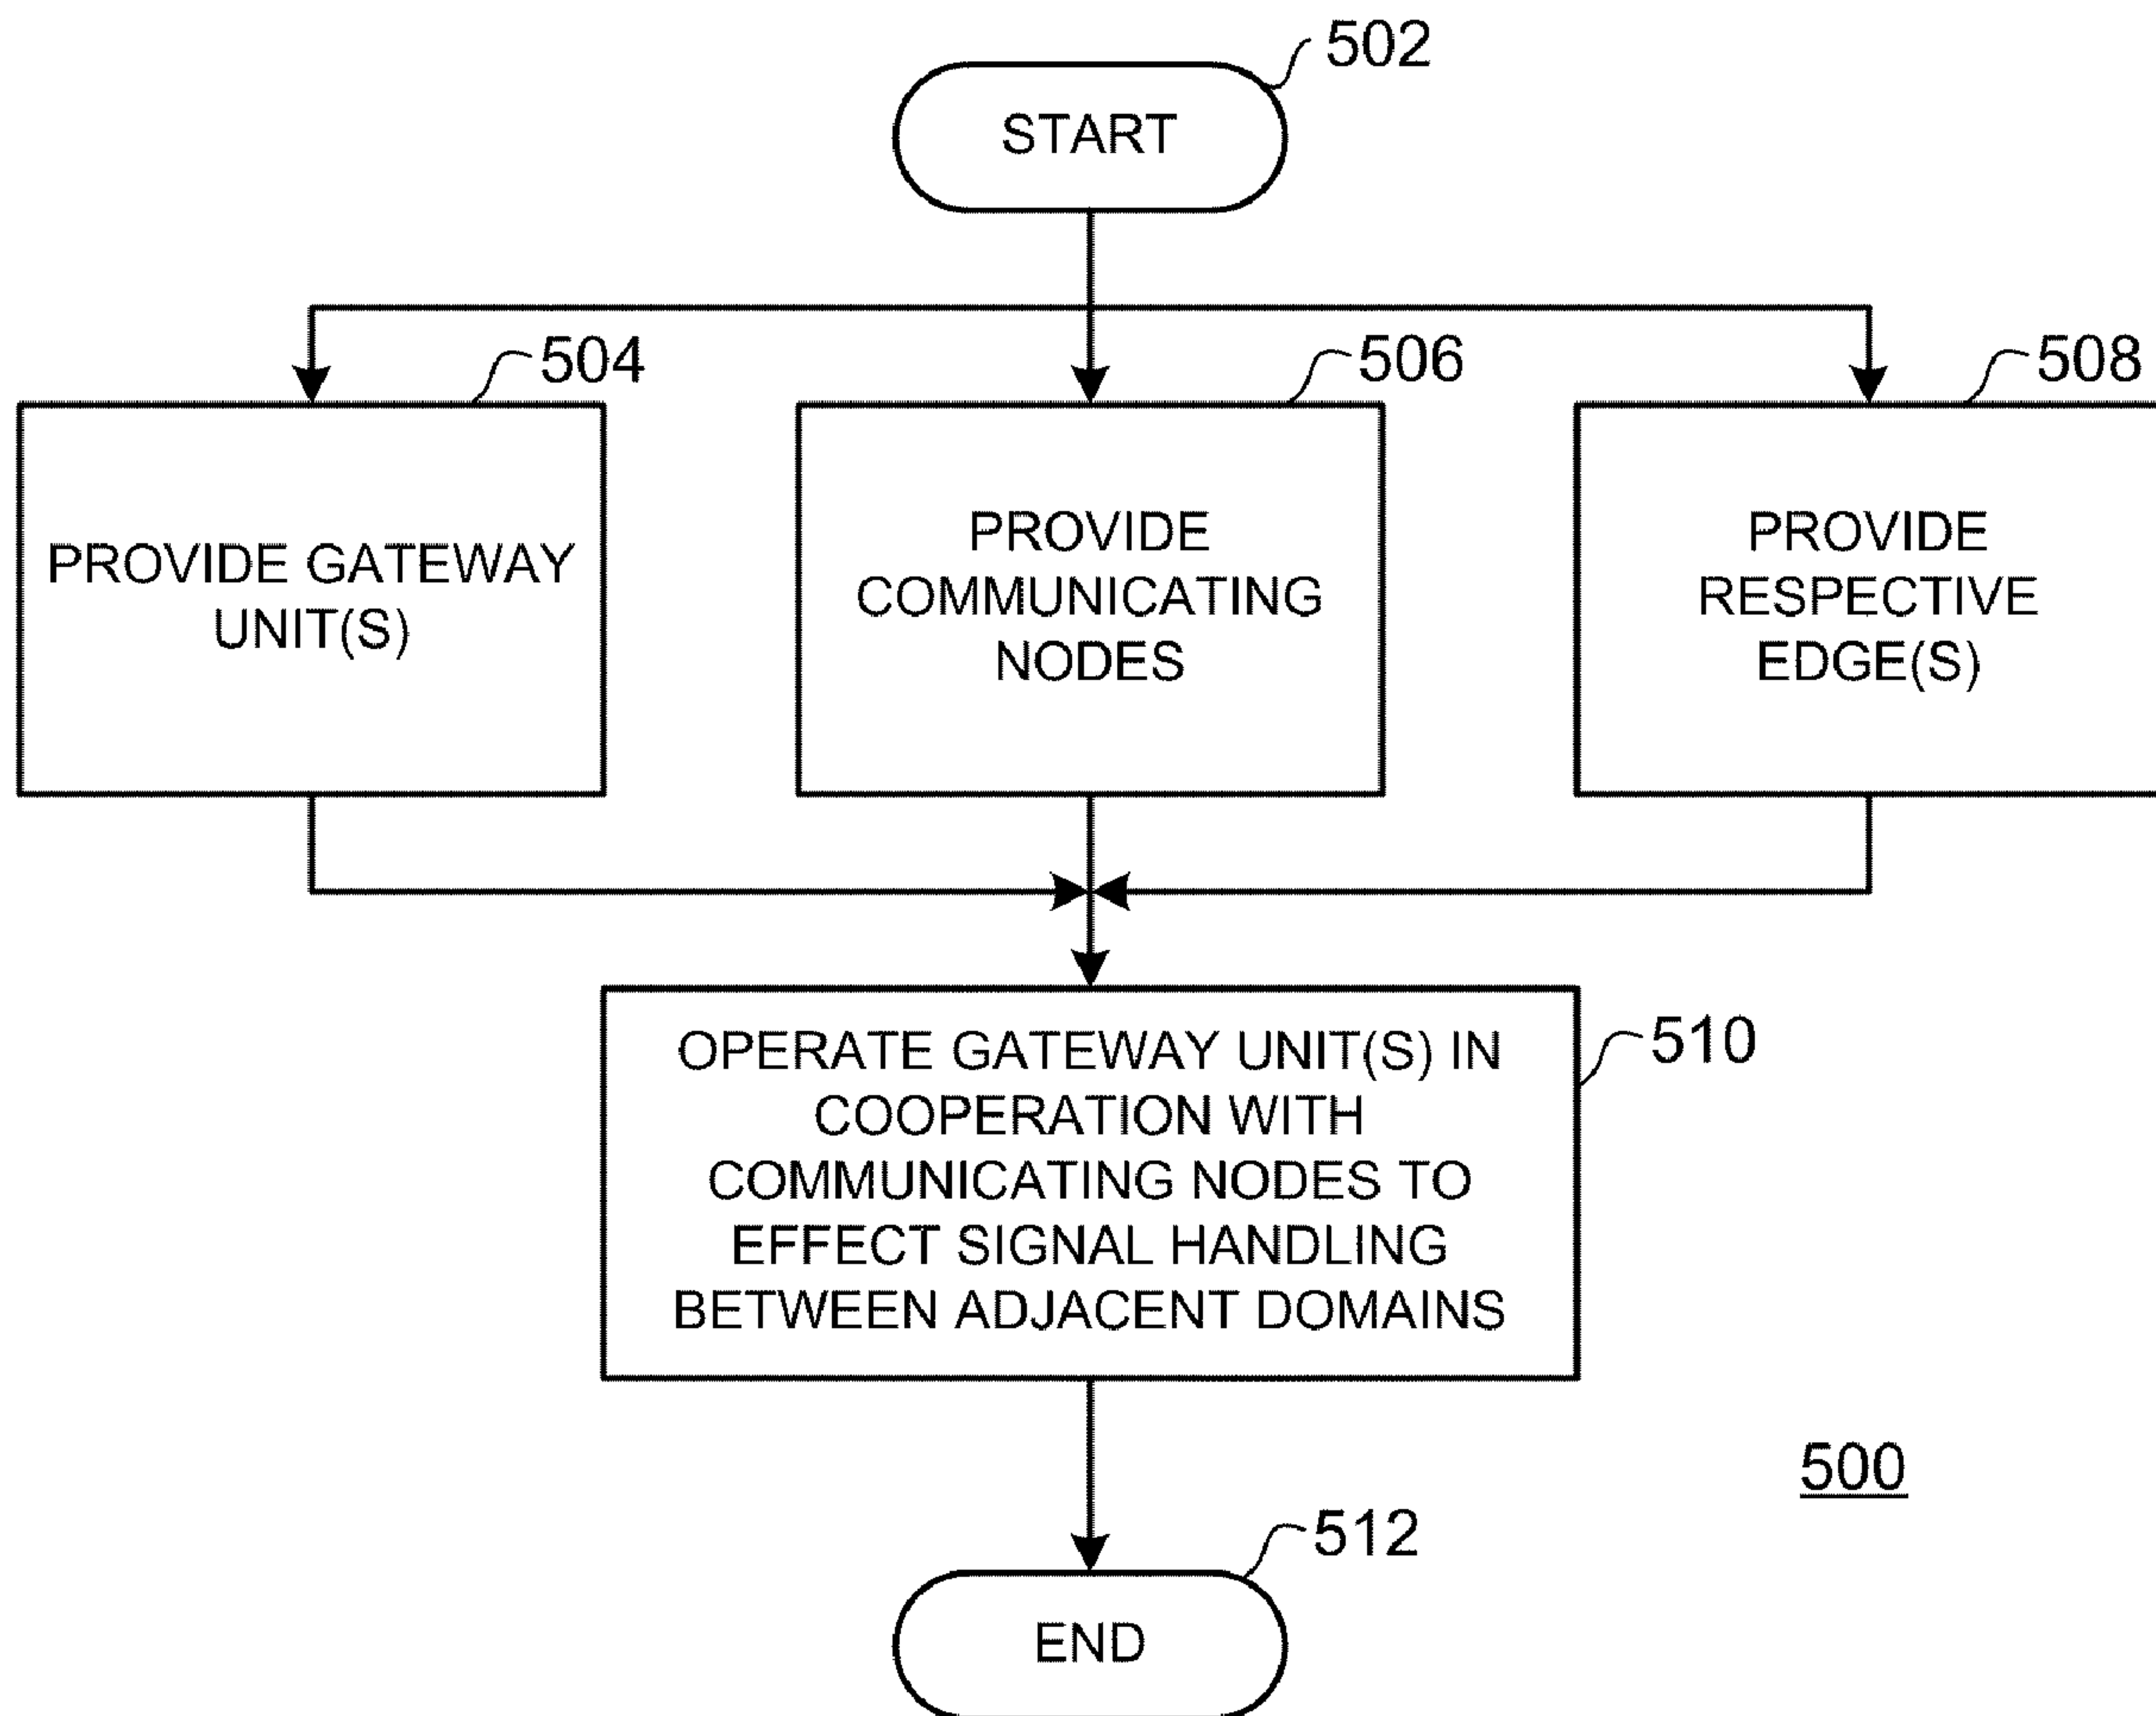 502
START
504
506
508
PROVIDE GATEWAY
UNIT(S)
PROVIDE
COMMUNICATING
NODES
PROVIDE
RESPECTIVE
EDGE(S)
OPERATE GATEWAY UNIT(S) IN
COOPERATION WITH
COMMUNICATING NODES TO
EFFECT SIGNAL HANDLING
BETWEEN ADJACENT DOMAINS
510
500
512
END